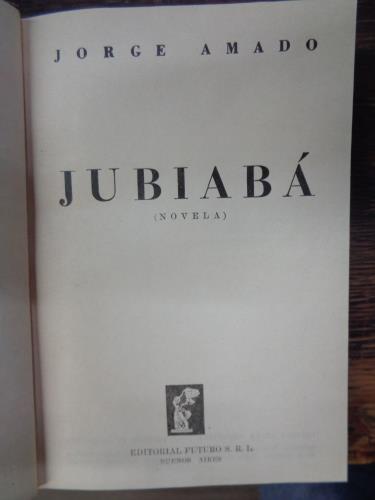 JORGE AMADO
JUBIABÁ
(NOVELA)
EDITORIAL FUTURO S. R. L.
BUENOS AIRES